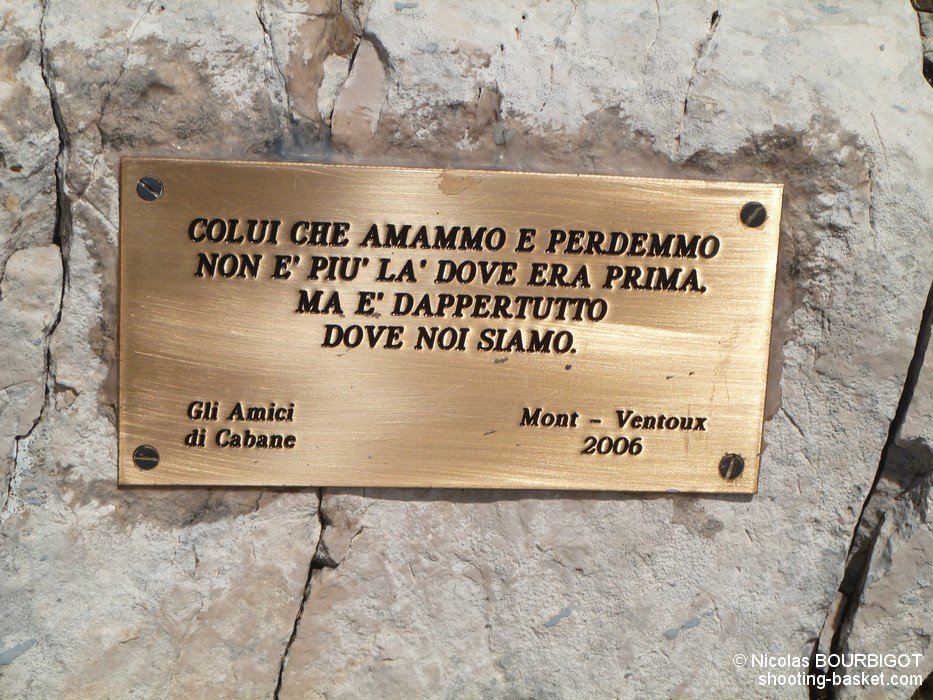 COLUI CHE AMAMMO E PERDEMMO
NON E' PIU' LA' DOVE ERA PRIMA,
MA E' DAPPERTUTTO
DOVE NOI SIAMO.
Gli Amici
di Cabane
Mont - Ventoux
2006
© Nicolas BOURBIGOT
shooting-basket.com